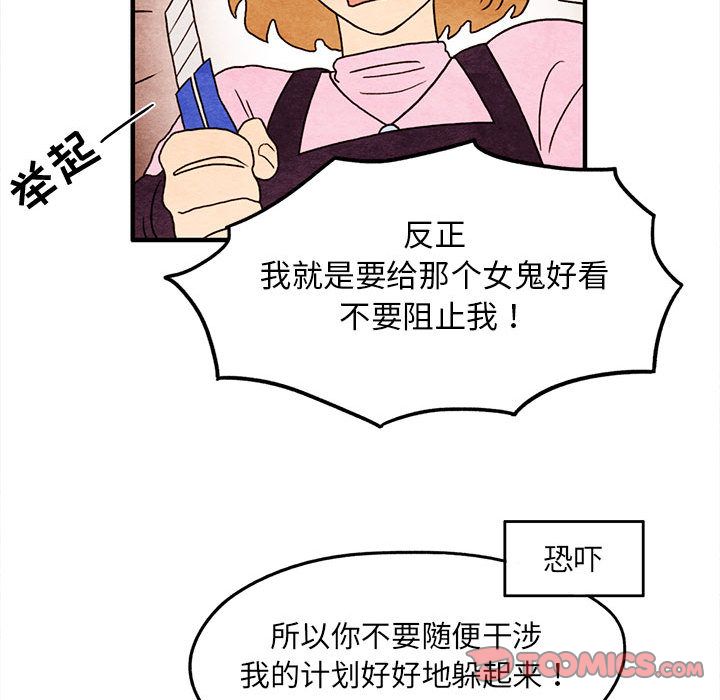 举起
反正
我就是要给那个女鬼好看
不要阻止我！
恐吓
所以你不要随便干涉
我的计划好好地躲起来！
TOOMICS.com